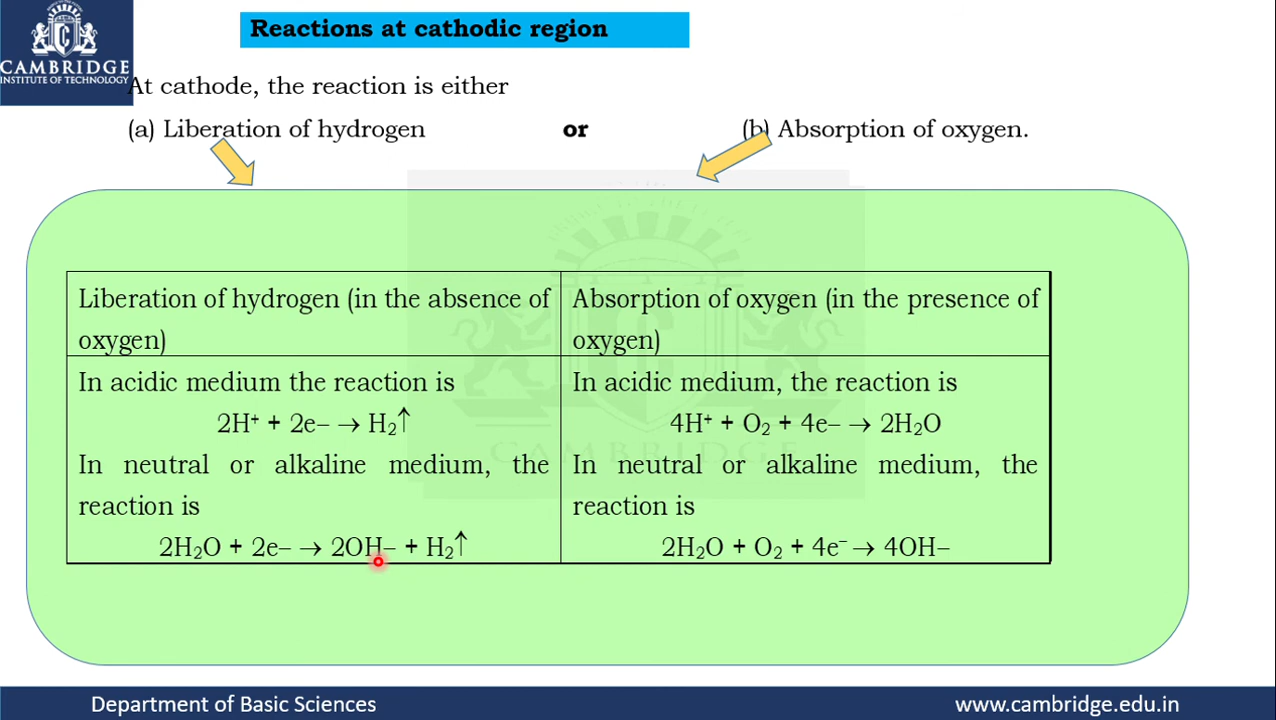 CAMBRIDGE
INSTITUTE OF TECHNOLOGY
Reactions at cathodic region
At cathode, the reaction is either
(a) Liberation of hydrogen or (b) Absorption of oxygen.
Liberation of hydrogen (in the absence of
oxygen)
In acidic medium the reaction is
2H⁺ + 2e– → H₂↑
In neutral or alkaline medium, the
reaction is
2H₂O + 2e– → 2OH– + H₂↑
Absorption of oxygen (in the presence of
oxygen)
In acidic medium, the reaction is
4H⁺ + O₂ + 4e– → 2H₂O
In neutral or alkaline medium, the
reaction is
2H₂O + O₂ + 4e⁻ → 4OH–
CAMBRIDGE
Department of Basic Sciences
www.cambridge.edu.in